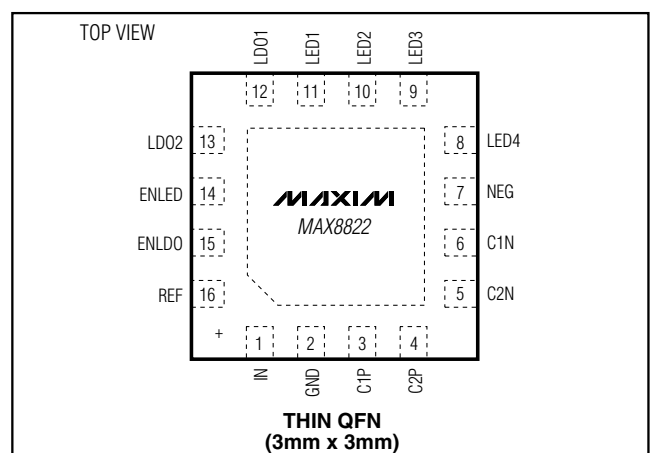 TOP VIEW
LDO1
LED1
LED2
LED3
12
11
10
9
LDO2 13
8 LED4
ENLED 14
7 NEG
MAXIM
MAX8822
ENLDO 15
6 C1N
REF 16
5 C2N
+
1
2
3
4
IN
GND
C1P
C2P
THIN QFN
(3mm x 3mm)